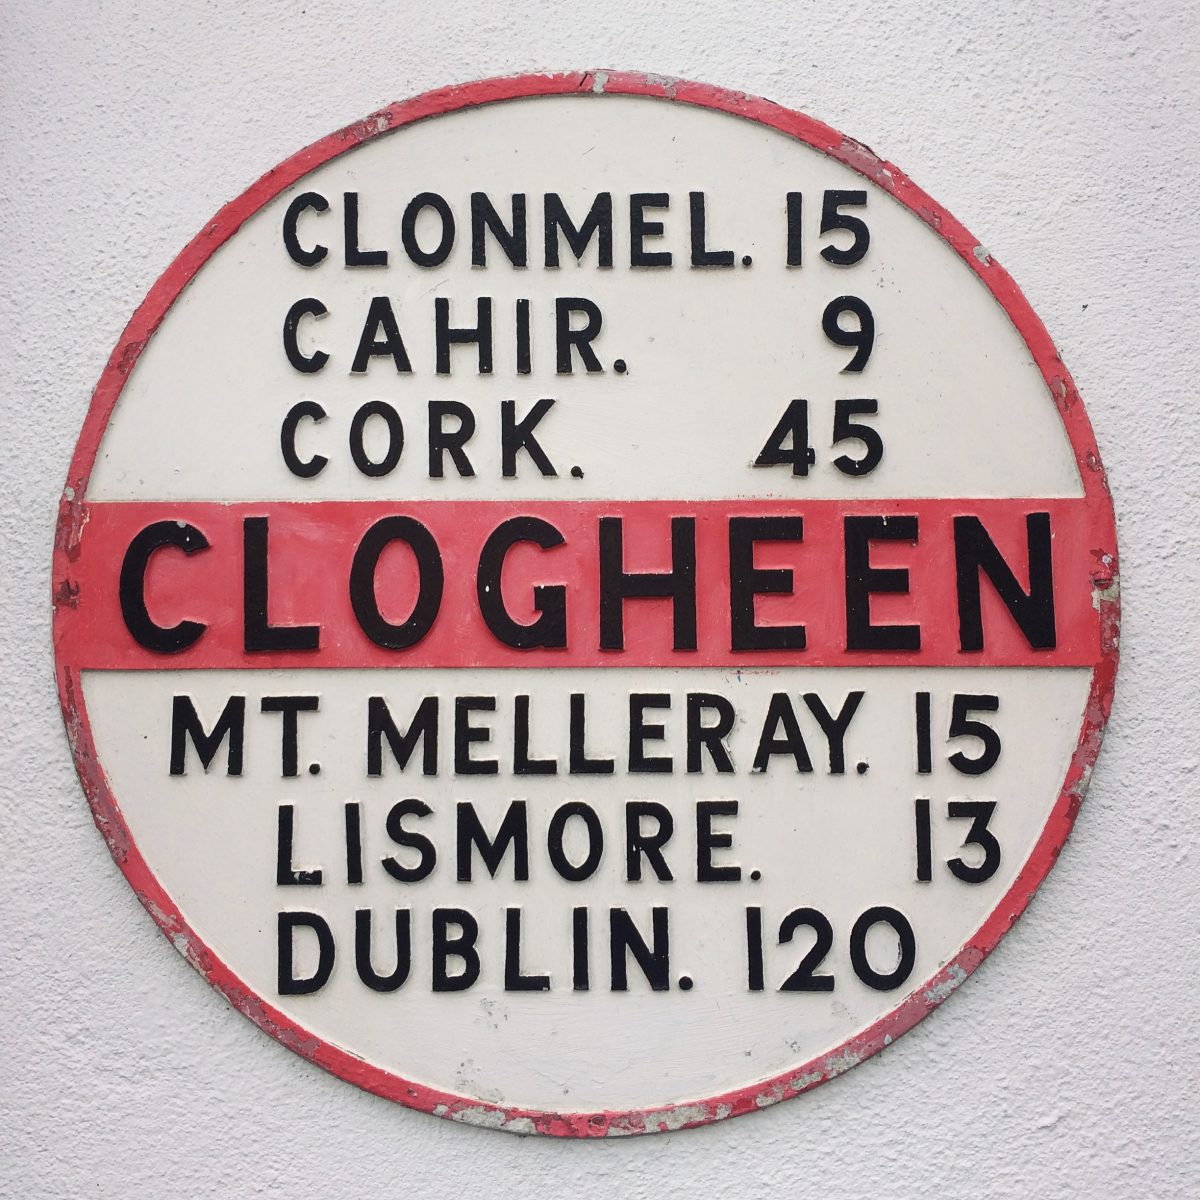 CLONMEL. 15
CAHIR. 9
CORK. 45
CLOGHEEN
MT. MELLERAY. 15
LISMORE. 13
DUBLIN. 120